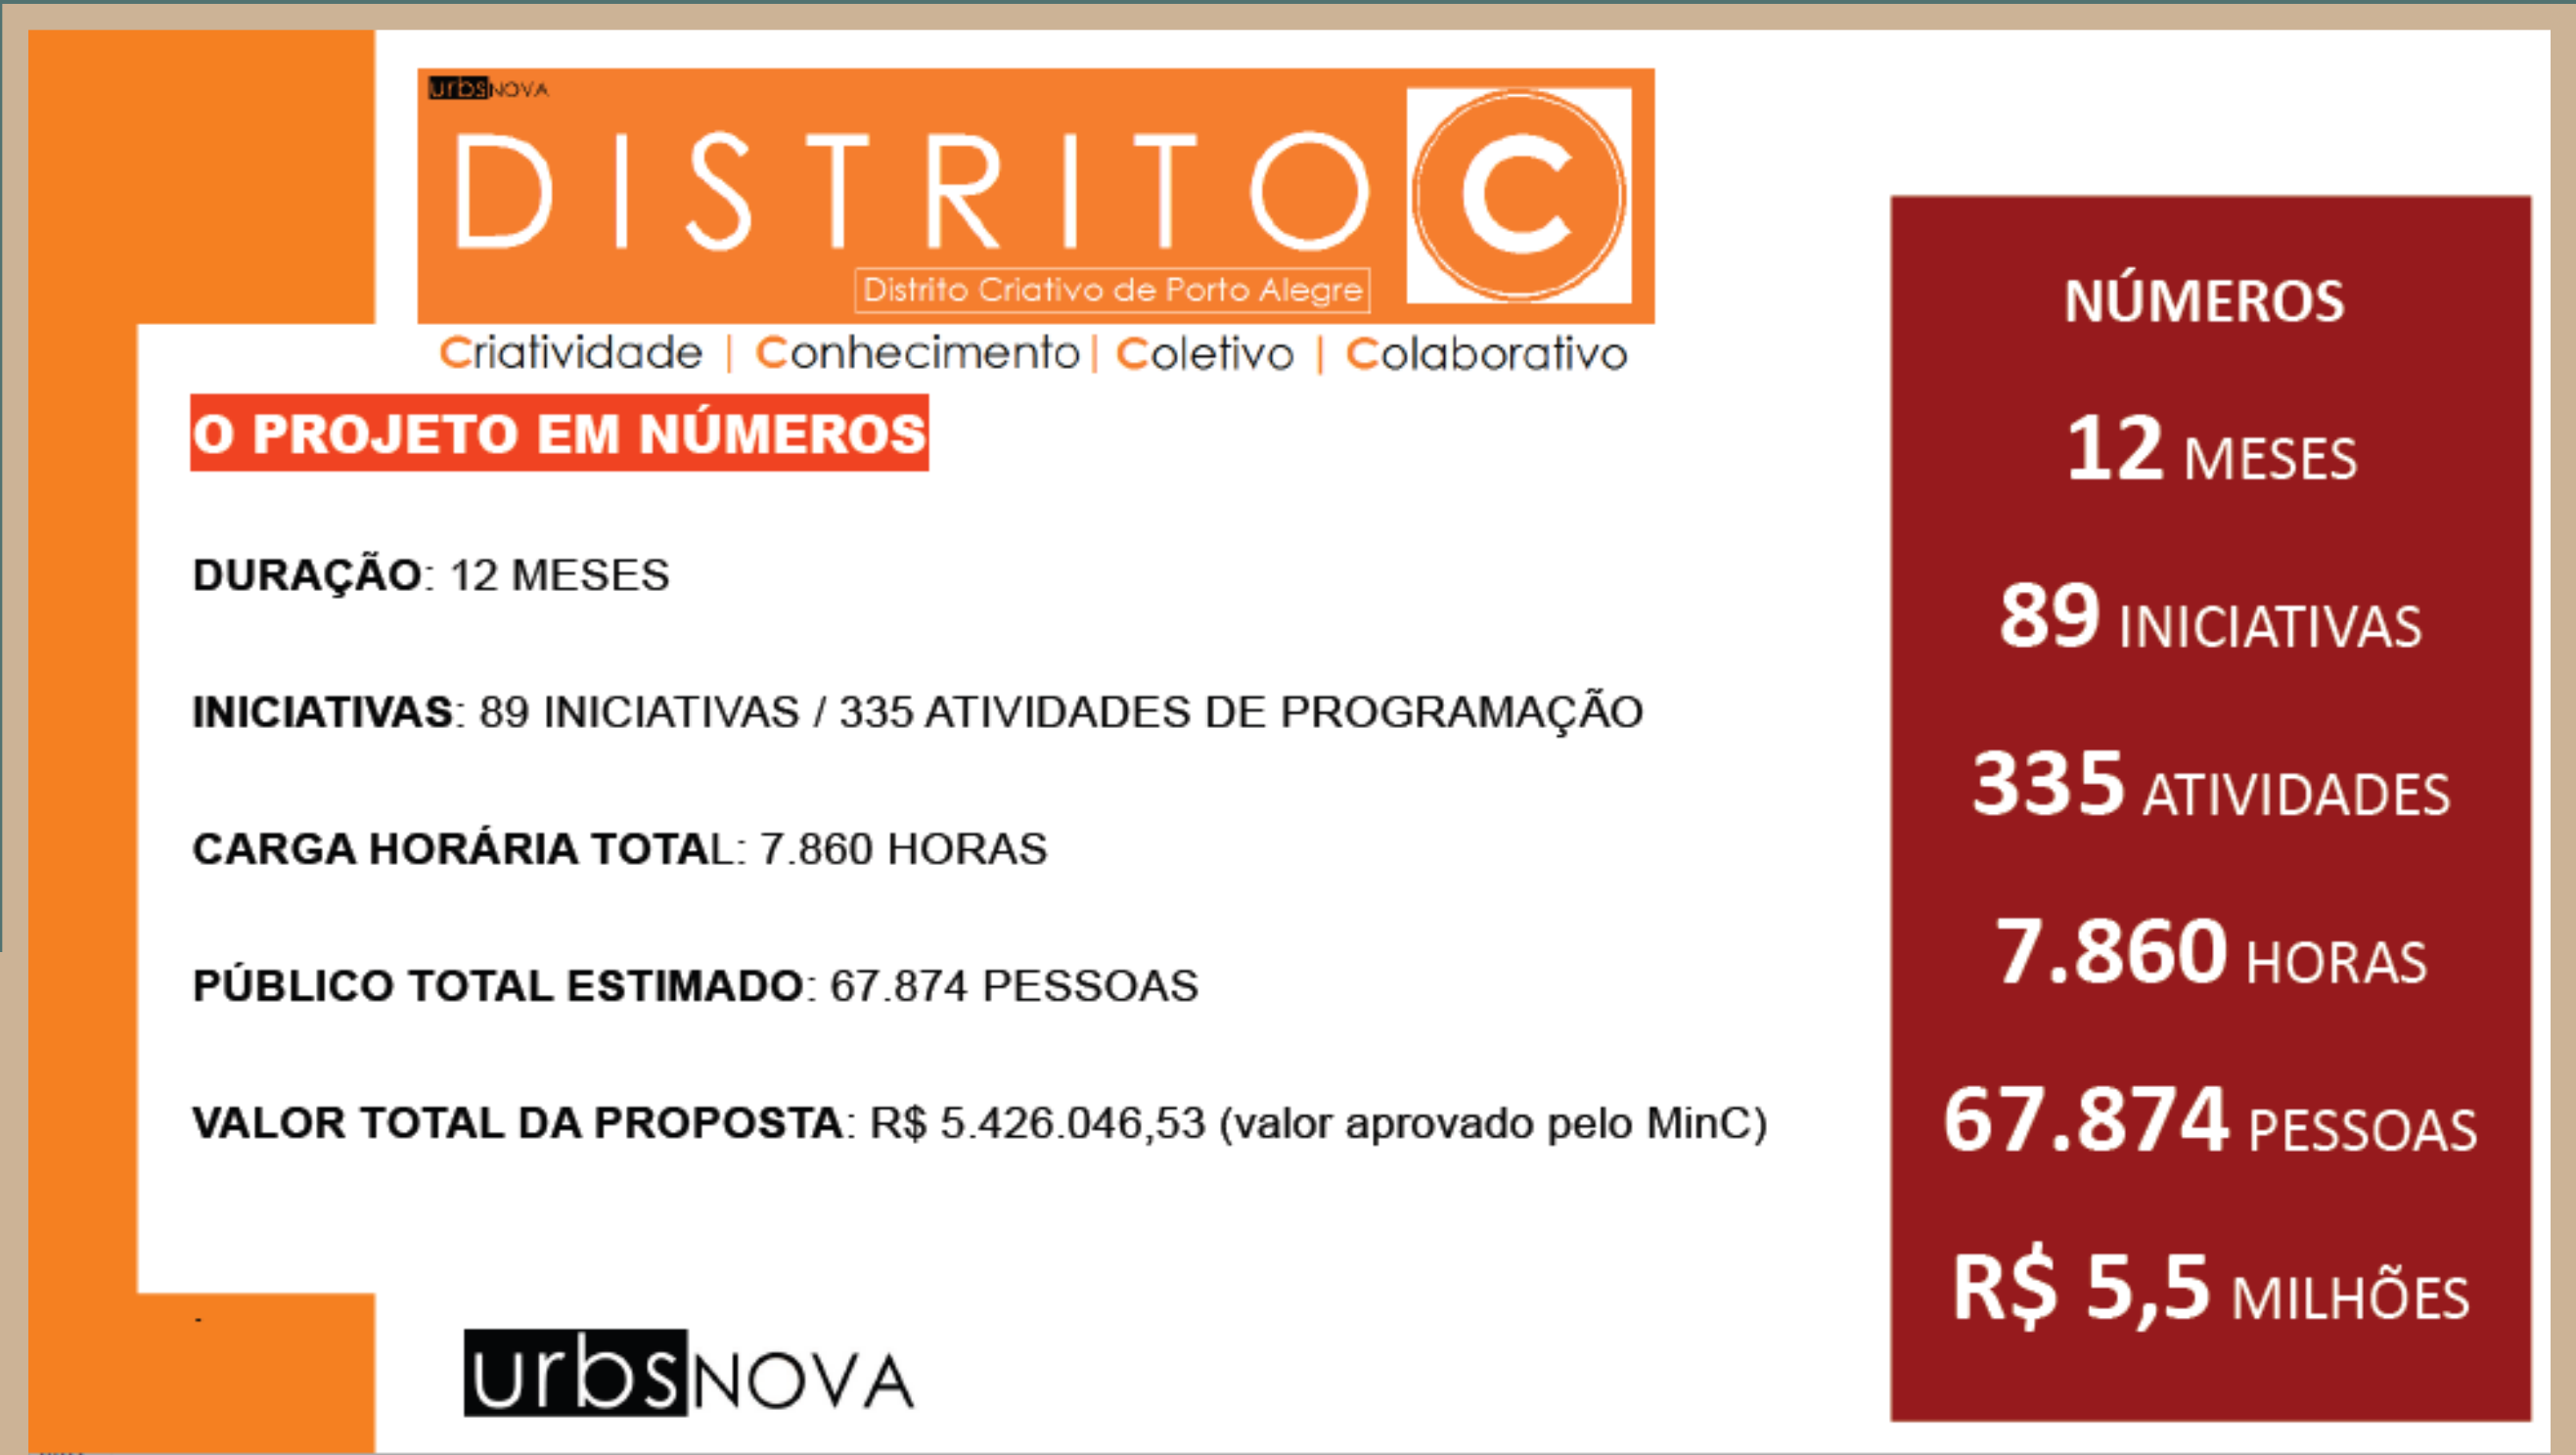 urbsNOVA
DISTRITO C
Distrito Criativo de Porto Alegre
Criatividade | Conhecimento | Coletivo | Colaborativo
O PROJETO EM NÚMEROS
DURAÇÃO: 12 MESES
INICIATIVAS: 89 INICIATIVAS / 335 ATIVIDADES DE PROGRAMAÇÃO
CARGA HORÁRIA TOTAL: 7.860 HORAS
PÚBLICO TOTAL ESTIMADO: 67.874 PESSOAS
VALOR TOTAL DA PROPOSTA: R$ 5.426.046,53 (valor aprovado pelo MinC)
-
urbsNOVA
NÚMEROS
12 MESES
89 INICIATIVAS
335 ATIVIDADES
7.860 HORAS
67.874 PESSOAS
R$ 5,5 MILHÕES